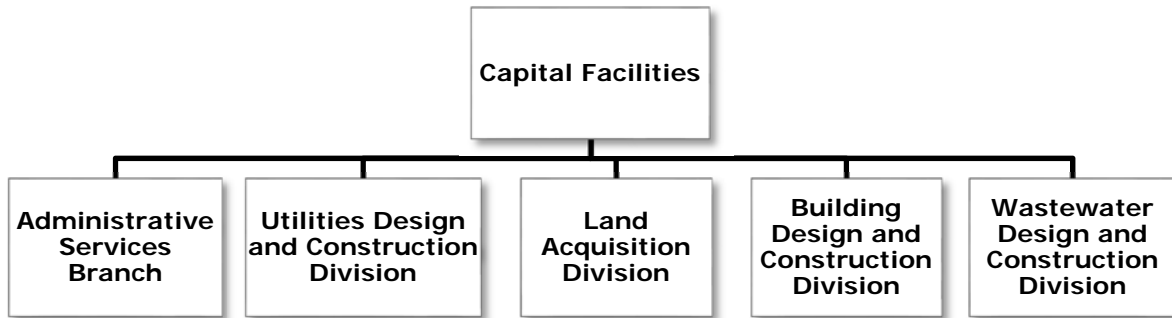 Capital Facilities
Administrative
Services
Branch
Utilities Design
and Construction
Division
Land
Acquisition
Division
Building
Design and
Construction
Division
Wastewater
Design and
Construction
Division